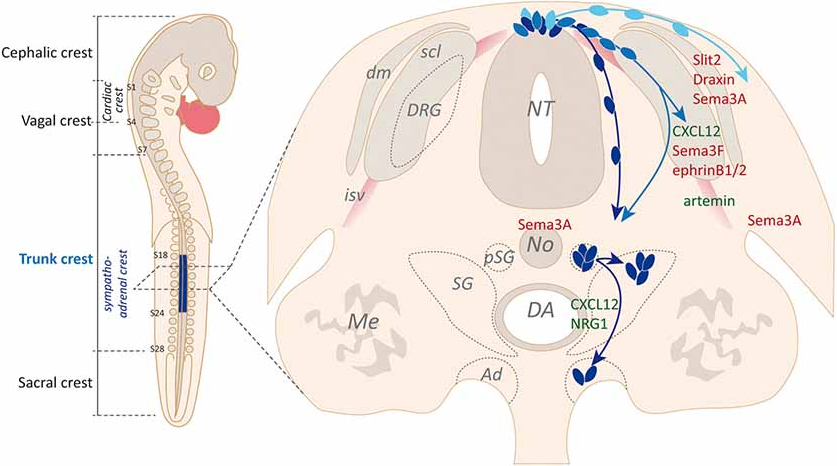 Cephalic crest
Vagal crest
Cardiac
crest
S1
S4
S7
Trunk crest
sympatho-
adrenal crest
S18
S24
S28
Sacral crest
dm
scl
DRG
isv
NT
Slit2
Draxin
Sema3A
CXCL12
Sema3F
ephrinB1/2
artemin
Sema3A
Sema3A
No
pSG
SG
DA
CXCL12
NRG1
Me
Ad